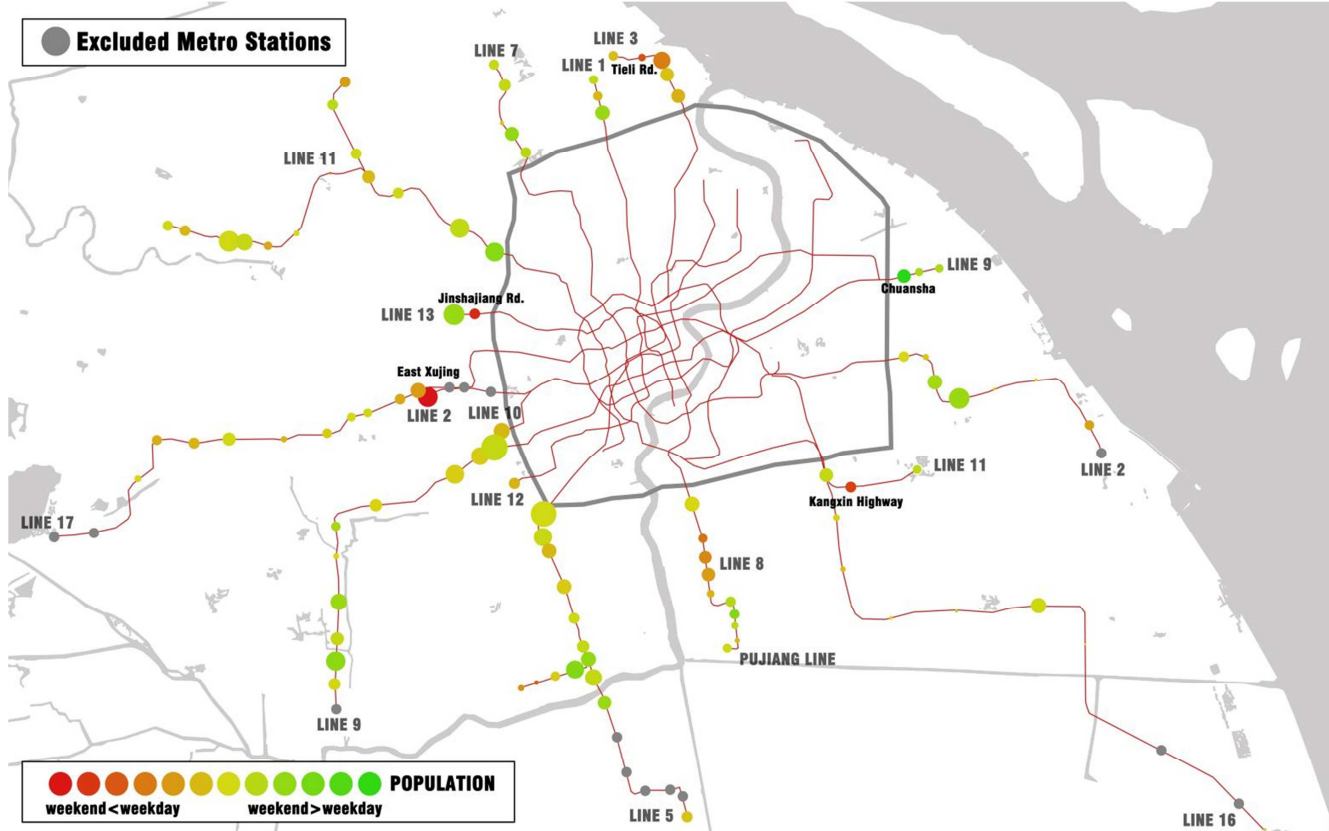 Excluded Metro Stations
LINE 7
LINE 3
LINE 1
Tieli Rd.
LINE 11
LINE 9
Chuansha
Jinshajiang Rd.
LINE 13
East Xujing
LINE 2
LINE 10
LINE 11
LINE 2
LINE 12
Kangxin Highway
LINE 17
LINE 8
PUJIANG LINE
LINE 9
POPULATION
weekend<weekday
weekend>weekday
LINE 5
LINE 16